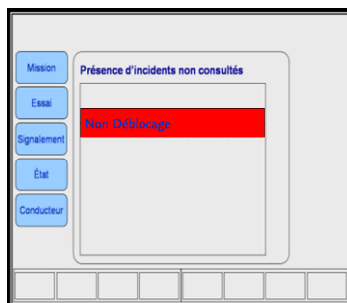 Mission
Présence d'incidents non consultés
Essai
Non Déblocage
Signalement
État
Conducteur